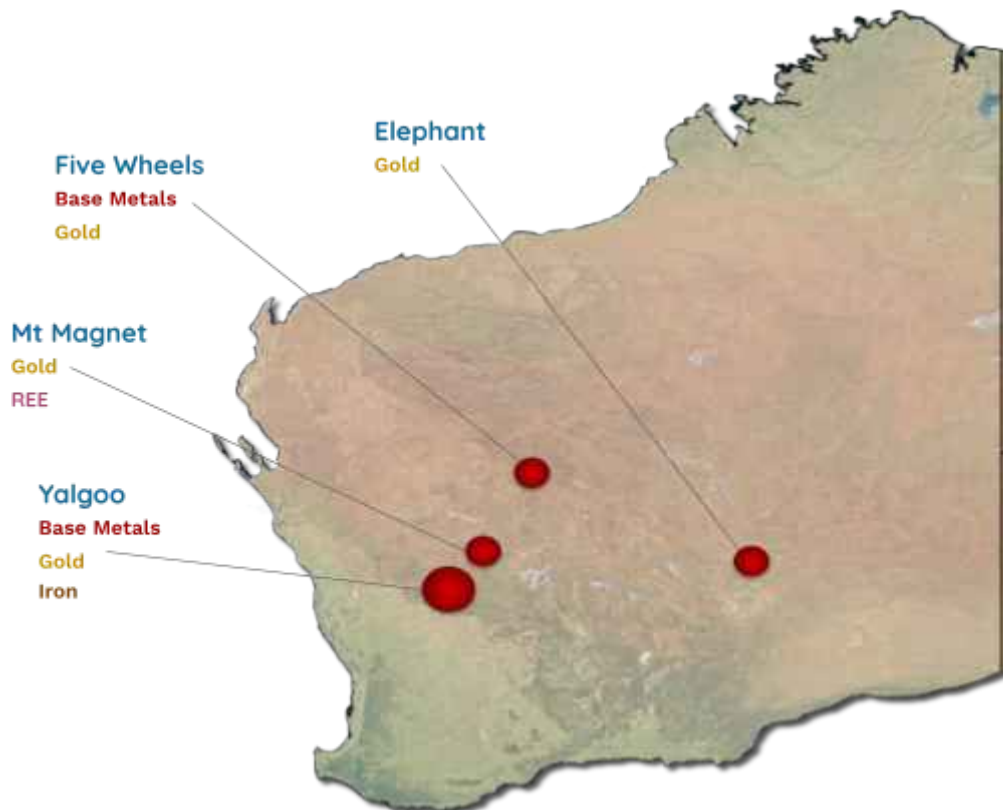 Elephant
Gold
Five Wheels
Base Metals
Gold
Mt Magnet
Gold
REE
Yalgoo
Base Metals
Gold
Iron